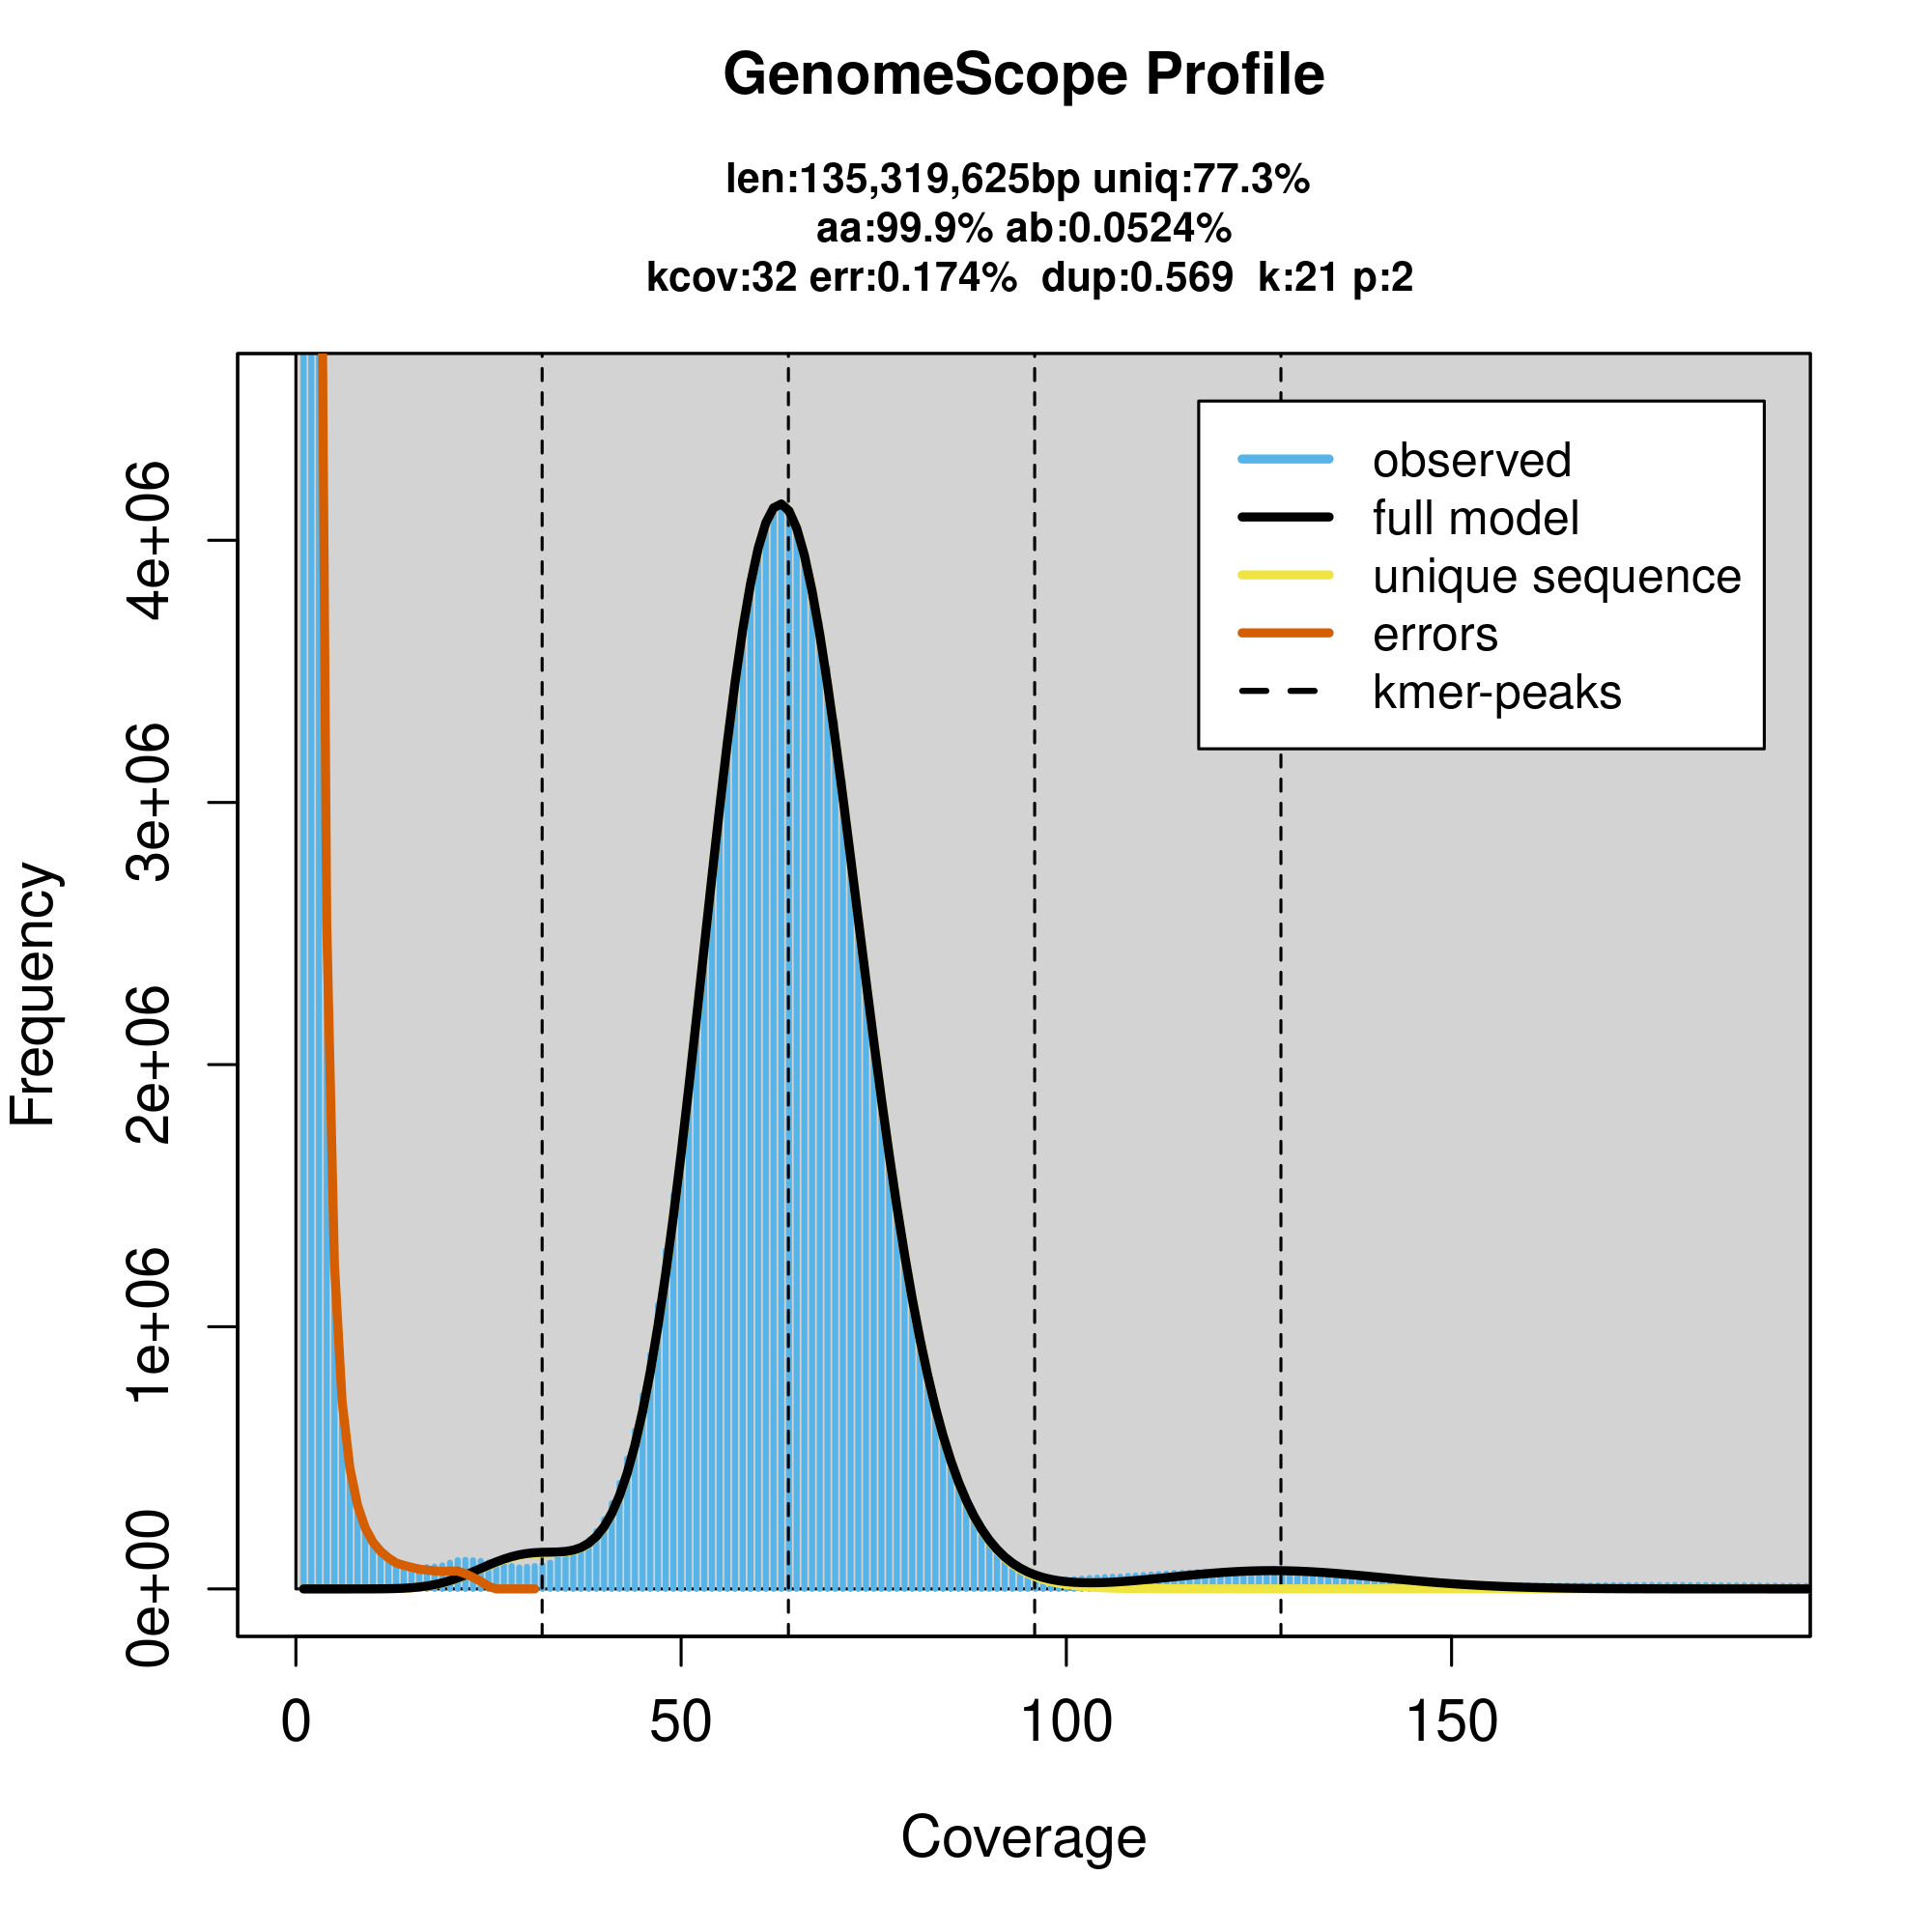 GenomeScope Profile
len:135,319,625bp uniq:77.3%
aa:99.9% ab:0.0524%
kcov:32 err:0.174% dup:0.569 k:21 p:2
observed
full model
unique sequence
errors
kmer-peaks
Frequency
4e+06
3e+06
2e+06
1e+06
0e+00
0 50 100 150
Coverage